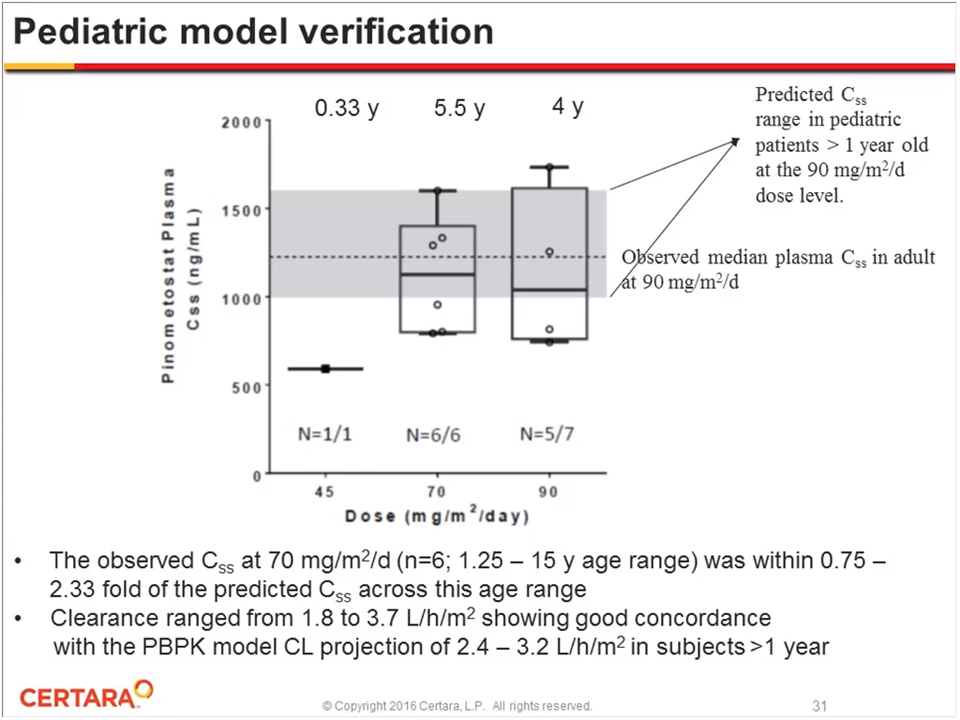 Pediatric model verification
0.33 y
5.5 y
4 y
Predicted Css
range in pediatric
patients > 1 year old
at the 90 mg/m²/d
dose level.
Observed median plasma Css in adult
at 90 mg/m²/d
Pinometostat Plasma
Css (ng/mL)
2000
1500
1000
500
0
N=1/1
N=6/6
N=5/7
45
70
90
Dose (mg/m²/day)
• The observed Css at 70 mg/m²/d (n=6; 1.25 – 15 y age range) was within 0.75 –
2.33 fold of the predicted Css across this age range
• Clearance ranged from 1.8 to 3.7 L/h/m² showing good concordance
with the PBPK model CL projection of 2.4 – 3.2 L/h/m² in subjects >1 year
CERTARA
© Copyright 2016 Certara, L.P. All rights reserved.
31